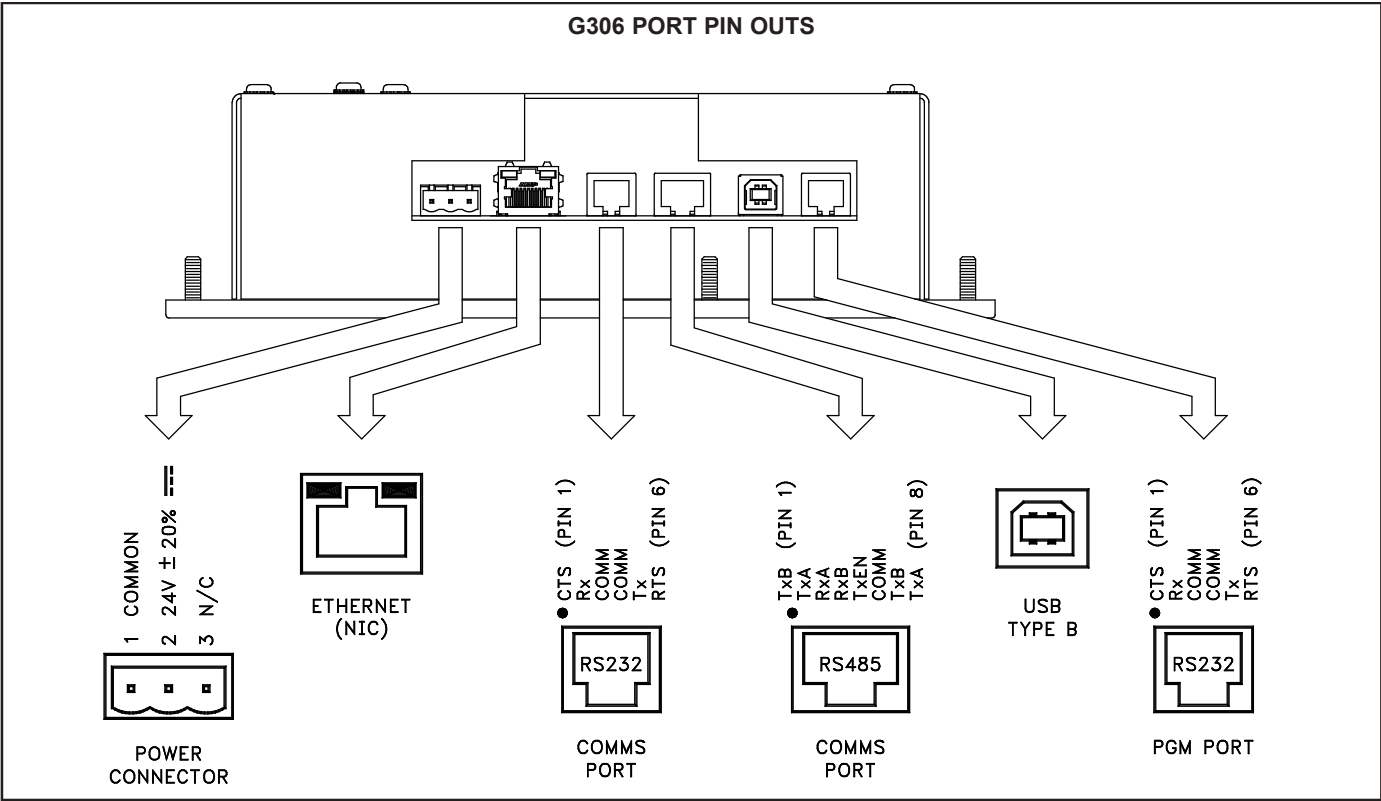 G306 PORT PIN OUTS
1 COMMON
2 24V ± 20%
3 N/C
POWER
CONNECTOR
ETHERNET
(NIC)
CTS (PIN 1)
Rx
COMM
COMM
Tx
RTS (PIN 6)
RS232
COMMS
PORT
TxB (PIN 1)
TxA
RxA
RxB
TxEN
COMM
TxB
TxA (PIN 8)
RS485
COMMS
PORT
USB
TYPE B
CTS (PIN 1)
Rx
COMM
COMM
Tx
RTS (PIN 6)
RS232
PGM PORT